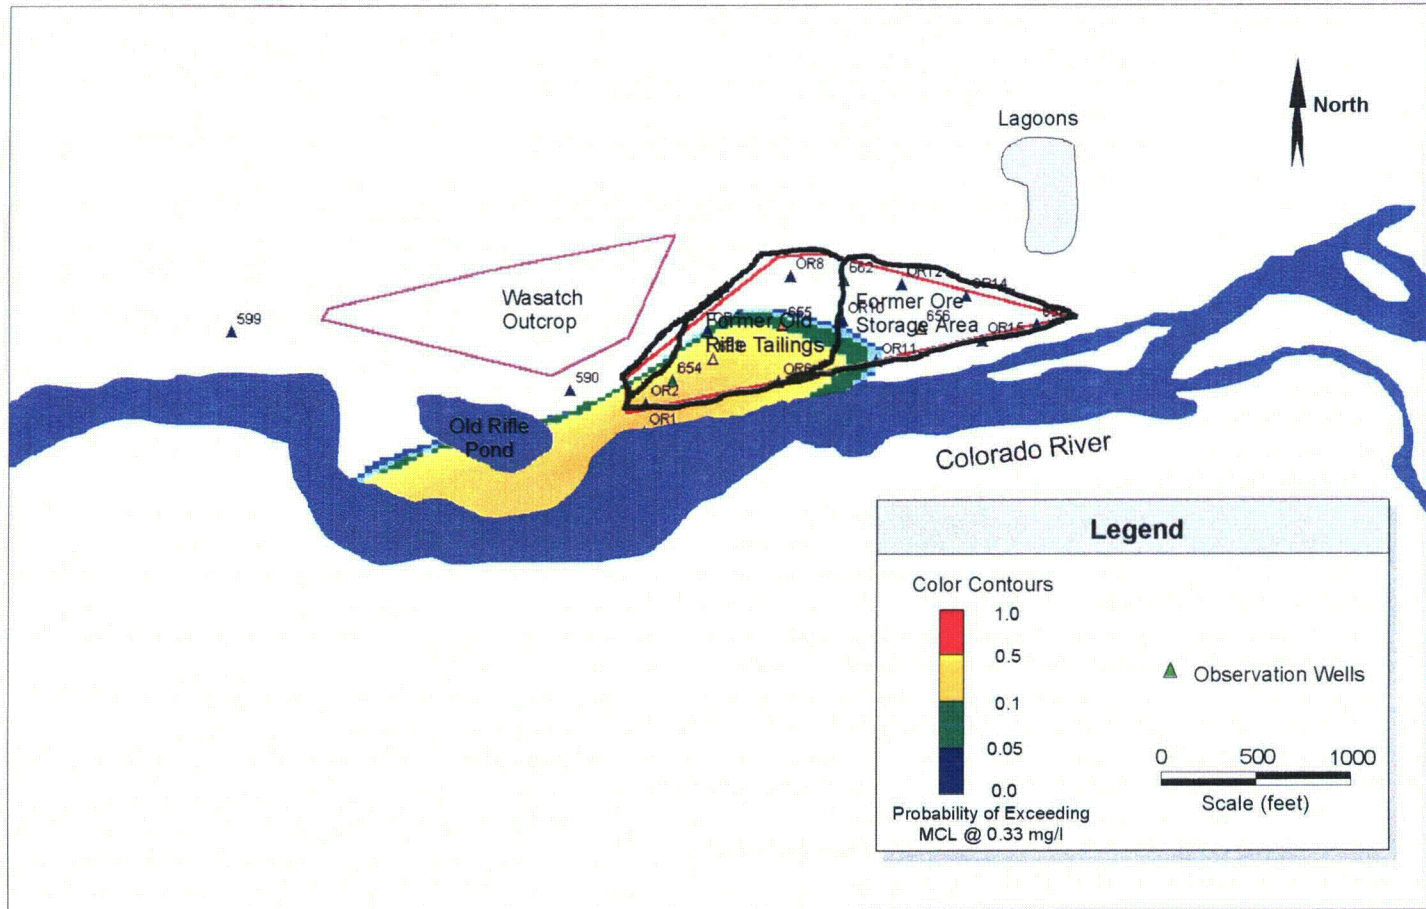 North
Lagoons
OR8
662
OR12
OR14
Wasatch
Outcrop
Former Ore
Storage Area
599
655
OR10
656
OR15
Former Old
Rifle Tailings
OR11
654
OR6
590
OR2
OR1
Old Rifle
Pond
Colorado River
Legend
Color Contours
1.0
0.5
0.1
0.05
0.0
Probability of Exceeding
MCL @ 0.33 mg/l
Observation Wells
0 500 1000
Scale (feet)